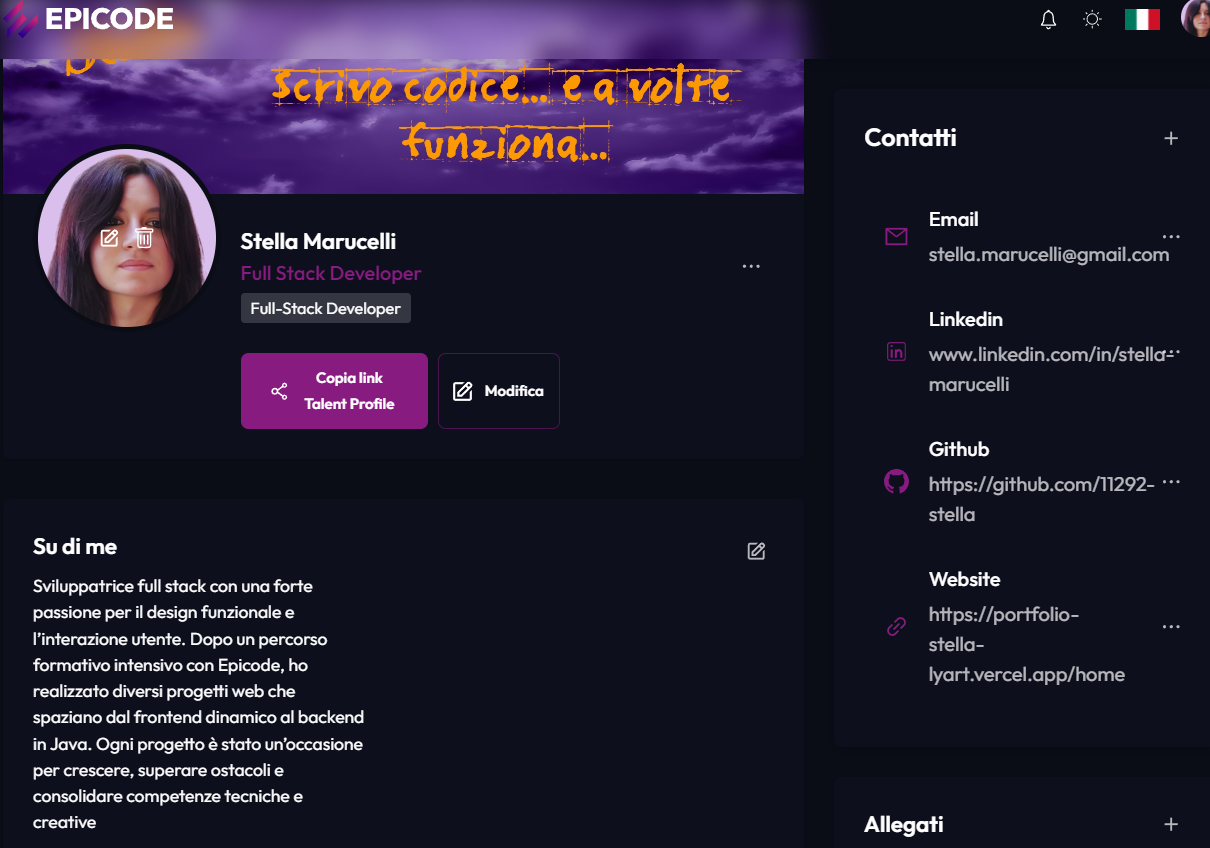 EPICODE
Scrivo codice... e a volte
funziona...
Stella Marucelli
Full Stack Developer
Full-Stack Developer
Copia link
Talent Profile
Modifica
Su di me
Sviluppatrice full stack con una forte
passione per il design funzionale e
l’interazione utente. Dopo un percorso
formativo intensivo con Epicode, ho
realizzato diversi progetti web che
spaziano dal frontend dinamico al backend
in Java. Ogni progetto è stato un’occasione
per crescere, superare ostacoli e
consolidare competenze tecniche e
creative
Contatti
Email
stella.marucelli@gmail.com
Linkedin
www.linkedin.com/in/stella-
marucelli
Github
https://github.com/11292-
stella
Website
https://portfolio-
stella-
lyart.vercel.app/home
Allegati